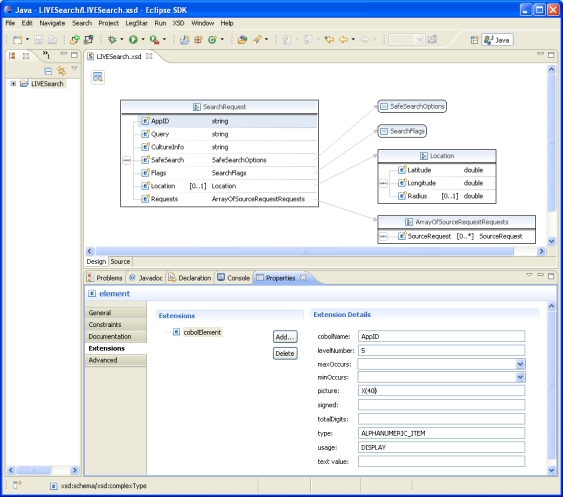 Java - LIVESearch/LIVESearch.xsd - Eclipse SDK
File Edit Navigate Search Project LegStar Run XSD Window Help
Java
1
LIVESearch.xsd
LIVESearch
SearchRequest
AppID string
Query string
CultureInfo string
SafeSearch SafeSearchOptions
Flags SearchFlags
Location [0..1] Location
Requests ArrayOfSourceRequestRequests
SafeSearchOptions
SearchFlags
Location
Latitude double
Longitude double
Radius [0..1] double
ArrayOfSourceRequestRequests
SourceRequest [0..*] SourceRequest
Design Source
Problems Javadoc Declaration Console Properties
element
General
Constraints
Documentation
Extensions
Advanced
Extensions
cobolElement
Add...
Delete
Extension Details
cobolName: AppID
levelNumber: 5
maxOccurs:
minOccurs:
picture: X(40)
signed:
totalDigits:
type: ALPHANUMERIC_ITEM
usage: DISPLAY
text value:
xsd:schema/xsd:complexType